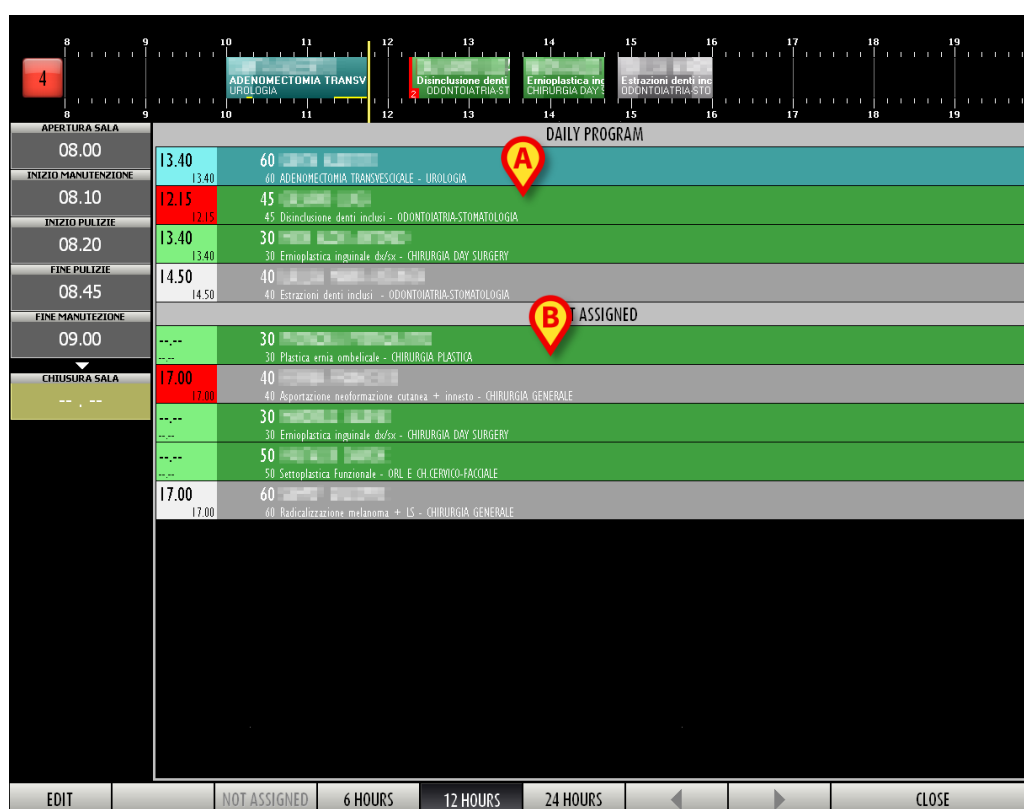 8 9 10 11 12 13 14 15 16 17 18 19
4
ADENOMECTOMIA TRANSV
UROLOGIA
2
Disinclusione denti
ODONTOIATRIA-ST
Ernioplastica ing
CHIRURGIA DAY S
Estrazioni denti inc
ODONTOIATRIA-STO
8 9 10 11 12 13 14 15 16 17 18 19
APERTURA SALA
08.00
INIZIO MANUTENZIONE
08.10
INIZIO PULIZIE
08.20
FINE PULIZIE
08.45
FINE MANUTEZIONE
09.00
CHIUSURA SALA
-- . --
DAILY PROGRAM
A
13.40 60
13.40 60 ADENOMECTOMIA TRANSVESCICALE - UROLOGIA
12.15 45
12.15 45 Disinclusione denti inclusi - ODONTOIATRIA-STOMATOLOGIA
13.40 30
13.40 30 Ernioplastica inguinale dx/sx - CHIRURGIA DAY SURGERY
14.50 40
14.50 40 Estrazioni denti inclusi - ODONTOIATRIA-STOMATOLOGIA
B
ASSIGNED
--.-- 30
--.-- 30 Plastica ernia ombelicale - CHIRURGIA PLASTICA
17.00 40
17.00 40 Asportazione neoformazione cutanea + innesto - CHIRURGIA GENERALE
--.-- 30
--.-- 30 Ernioplastica inguinale dx/sx - CHIRURGIA DAY SURGERY
--.-- 50
--.-- 50 Settoplastica Funzionale - ORL E CH.CERVICO-FACCIALE
17.00 60
17.00 60 Radicalizzazione melanoma + LS - CHIRURGIA GENERALE
EDIT NOT ASSIGNED 6 HOURS 12 HOURS 24 HOURS CLOSE